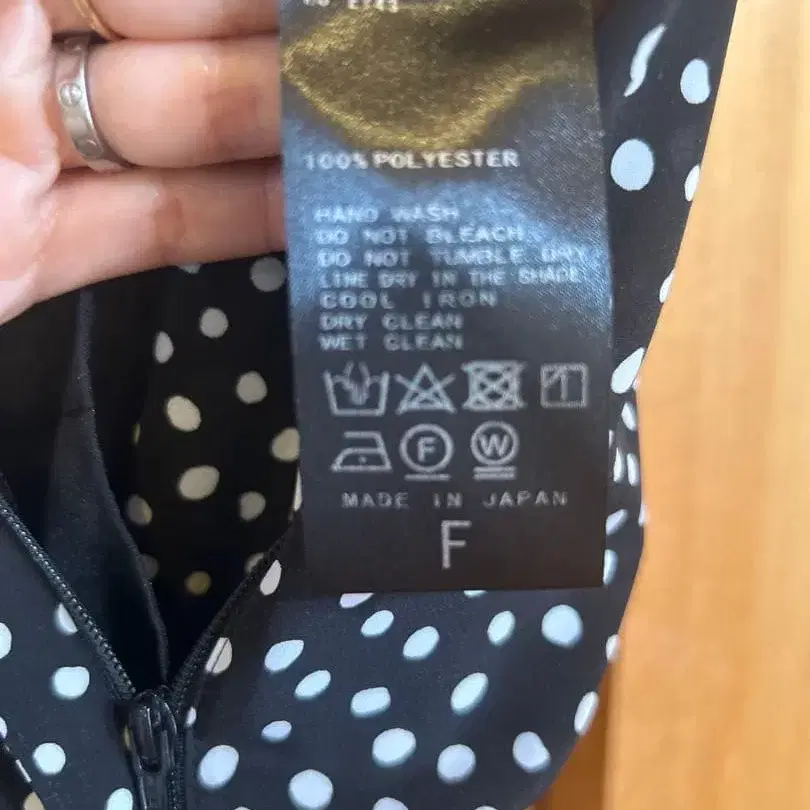 100% POLYESTER
HAND WASH
DO NOT BLEACH
DO NOT TUMBLE DRY
LINE DRY IN THE SHADE
COOL IRON
DRY CLEAN
WET CLEAN
F W
MADE IN JAPAN
F